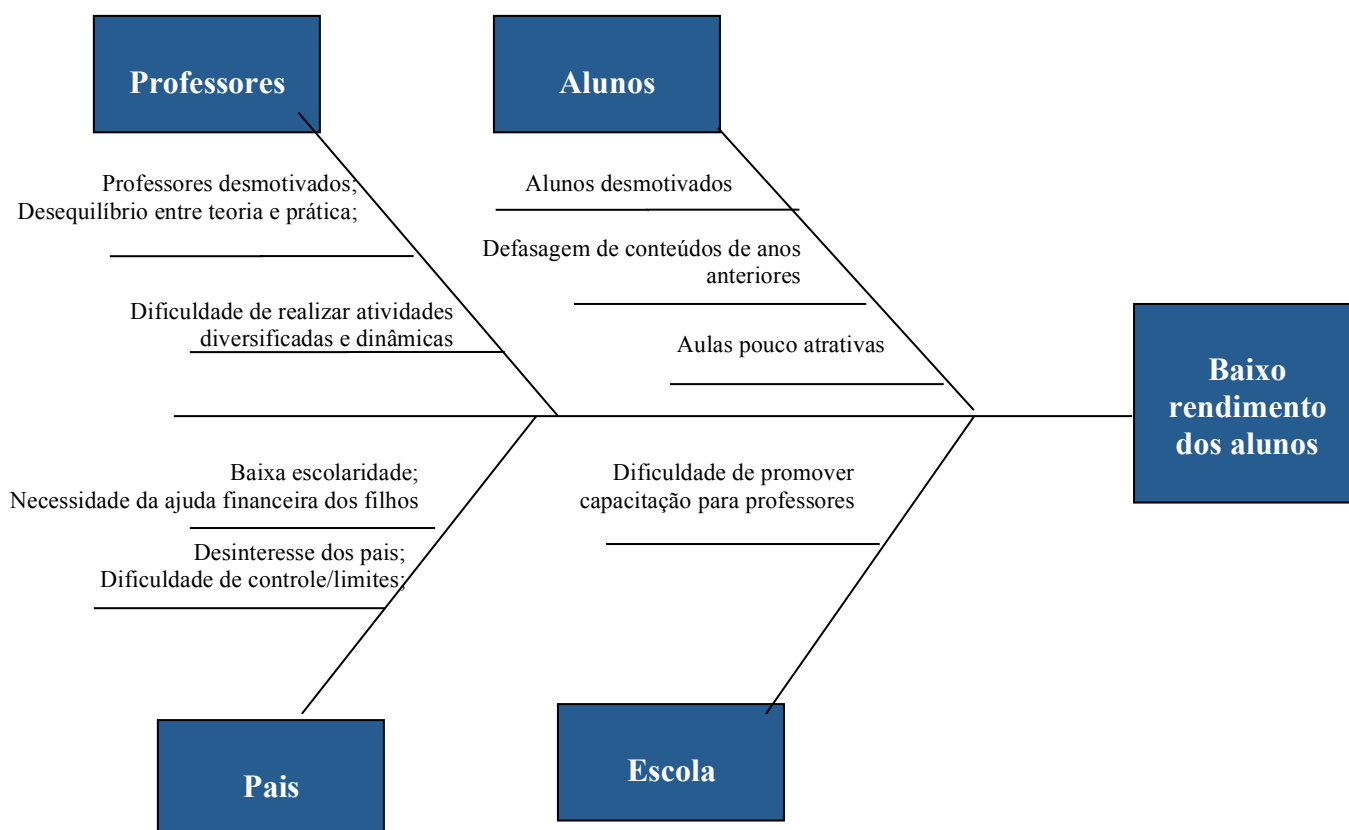 Professores
Alunos
Professores desmotivados;
Desequilíbrio entre teoria e prática;
Alunos desmotivados
Defasagem de conteúdos de anos
anteriores
Dificuldade de realizar atividades
diversificadas e dinâmicas
Aulas pouco atrativas
Baixo
rendimento
dos alunos
Baixa escolaridade;
Necessidade da ajuda financeira dos filhos
Desinteresse dos pais;
Dificuldade de controle/limites;
Dificuldade de promover
capacitação para professores
Pais
Escola